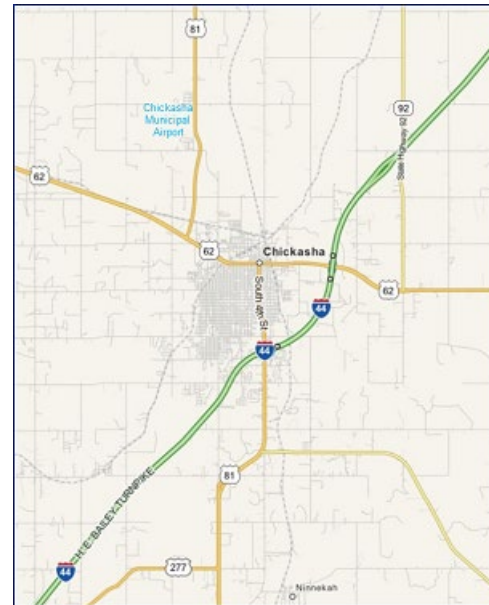 81
Chickasha
Municipal
Airport
92
State Highway 92
62
62
Chickasha
South 4th St
62
44
44
81
H. E. BAILEY TURNPIKE
44
277
Ninnekah